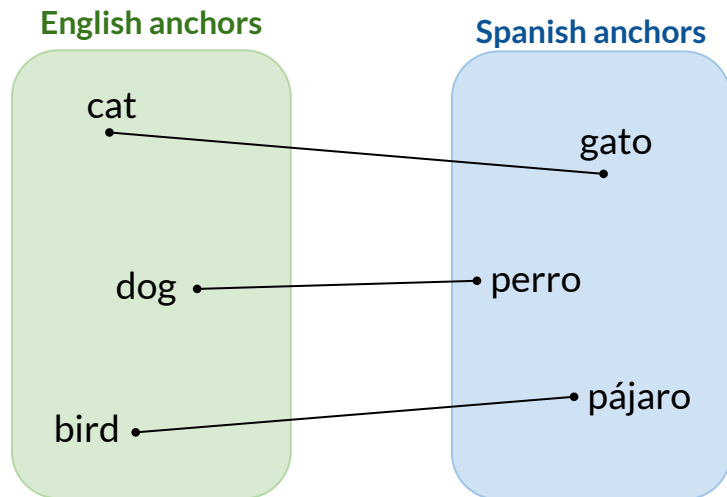 English anchors
Spanish anchors
cat
gato
dog
perro
bird
pájaro